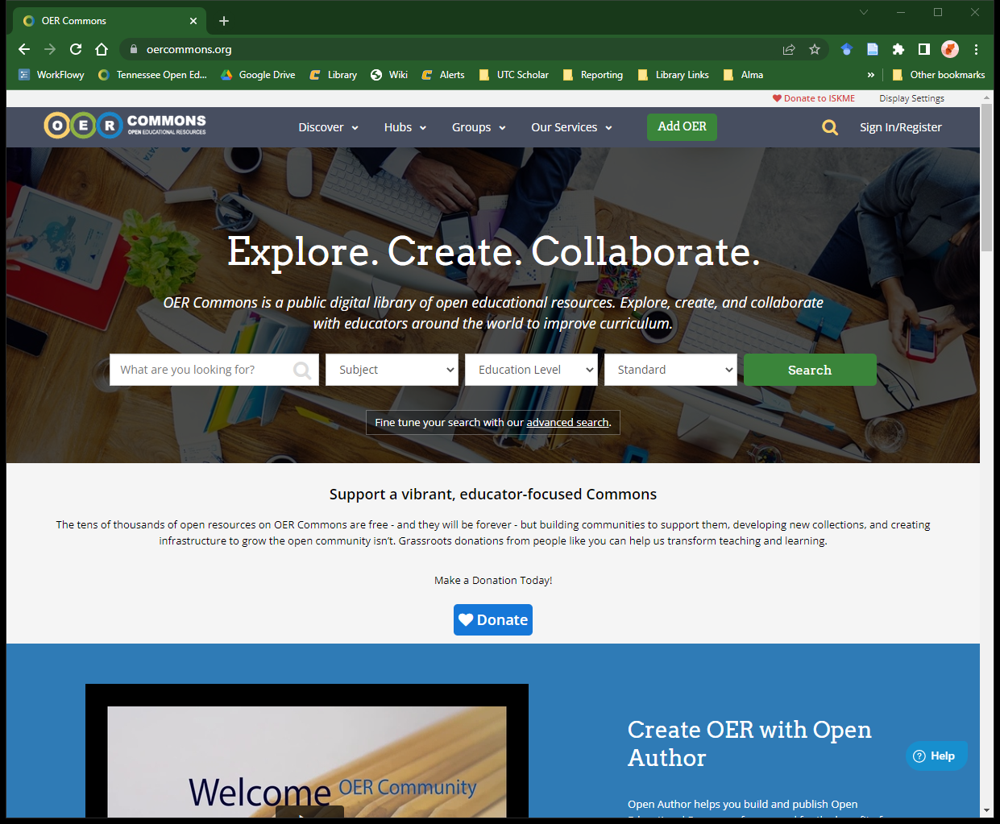 OER Commons
oercommons.org
WorkFlowy
Tennessee Open Ed...
Google Drive
Library
Wiki
Alerts
UTC Scholar
Reporting
Library Links
Alma
»
Other bookmarks
Donate to ISKME
Display Settings
O E R COMMONS
OPEN EDUCATIONAL RESOURCES
Discover
Hubs
Groups
Our Services
Add OER
Sign In/Register
Explore. Create. Collaborate.
OER Commons is a public digital library of open educational resources. Explore, create, and collaborate
with educators around the world to improve curriculum.
What are you looking for?
Subject
Education Level
Standard
Search
Fine tune your search with our advanced search.
Support a vibrant, educator-focused Commons
The tens of thousands of open resources on OER Commons are free - and they will be forever - but building communities to support them, developing new collections, and creating
infrastructure to grow the open community isn't. Grassroots donations from people like you can help us transform teaching and learning.
Make a Donation Today!
Donate
Welcome OER Community
Create OER with Open
Author
Help
Open Author helps you build and publish Open